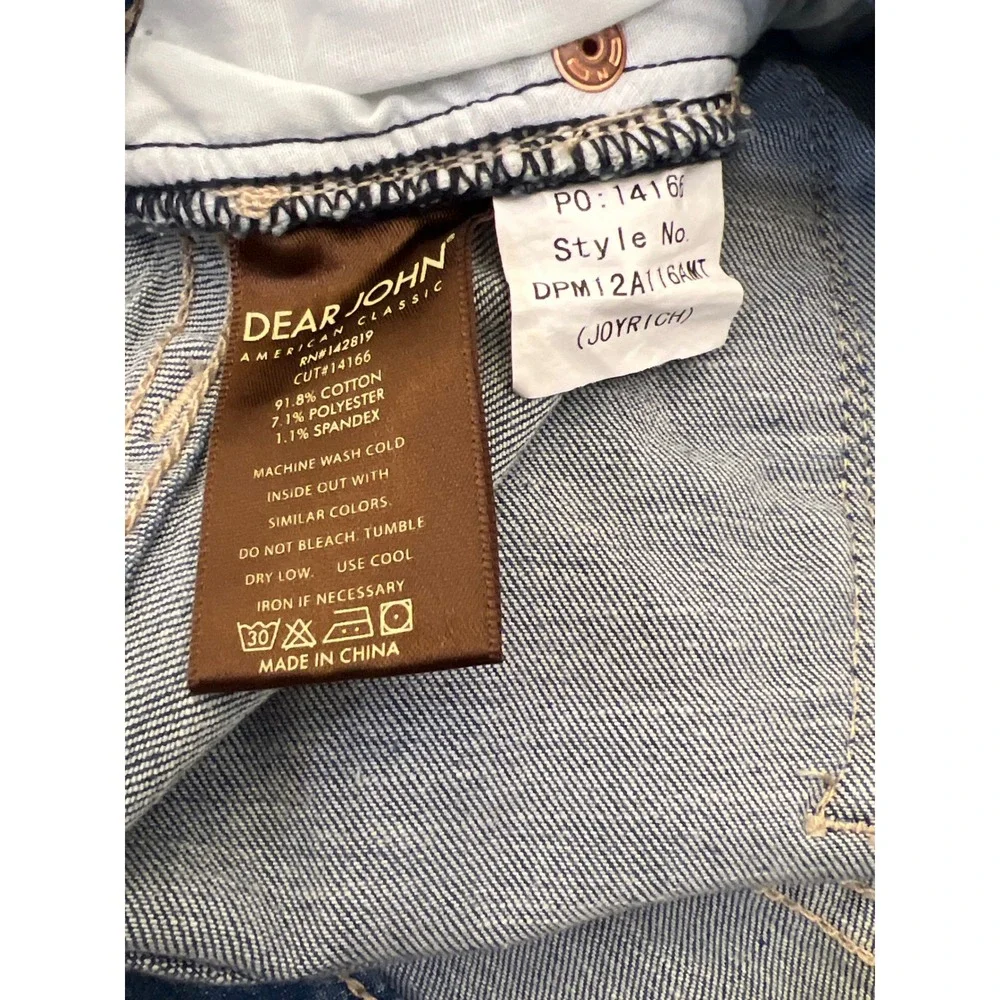 DEAR JOHN
AMERICAN CLASSIC
RN#142819
CUT#14166
91.8% COTTON
7.1% POLYESTER
1.1% SPANDEX
MACHINE WASH COLD
INSIDE OUT WITH
SIMILAR COLORS.
DO NOT BLEACH. TUMBLE
DRY LOW. USE COOL
IRON IF NECESSARY
30
MADE IN CHINA
PO:14166
Style No.
DPM12A116AMT
(JOYRICH)